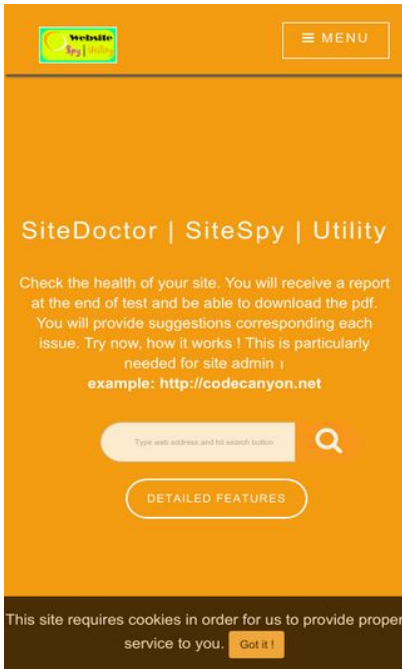 Website
Spy | Utility
≡ MENU
SiteDoctor | SiteSpy | Utility
Check the health of your site. You will receive a report
at the end of test and be able to download the pdf.
You will provide suggestions corresponding each
issue. Try now, how it works ! This is particularly
needed for site admin ।
example: http://codecanyon.net
Type web address and hit search button
DETAILED FEATURES
This site requires cookies in order for us to provide proper
service to you. Got it !